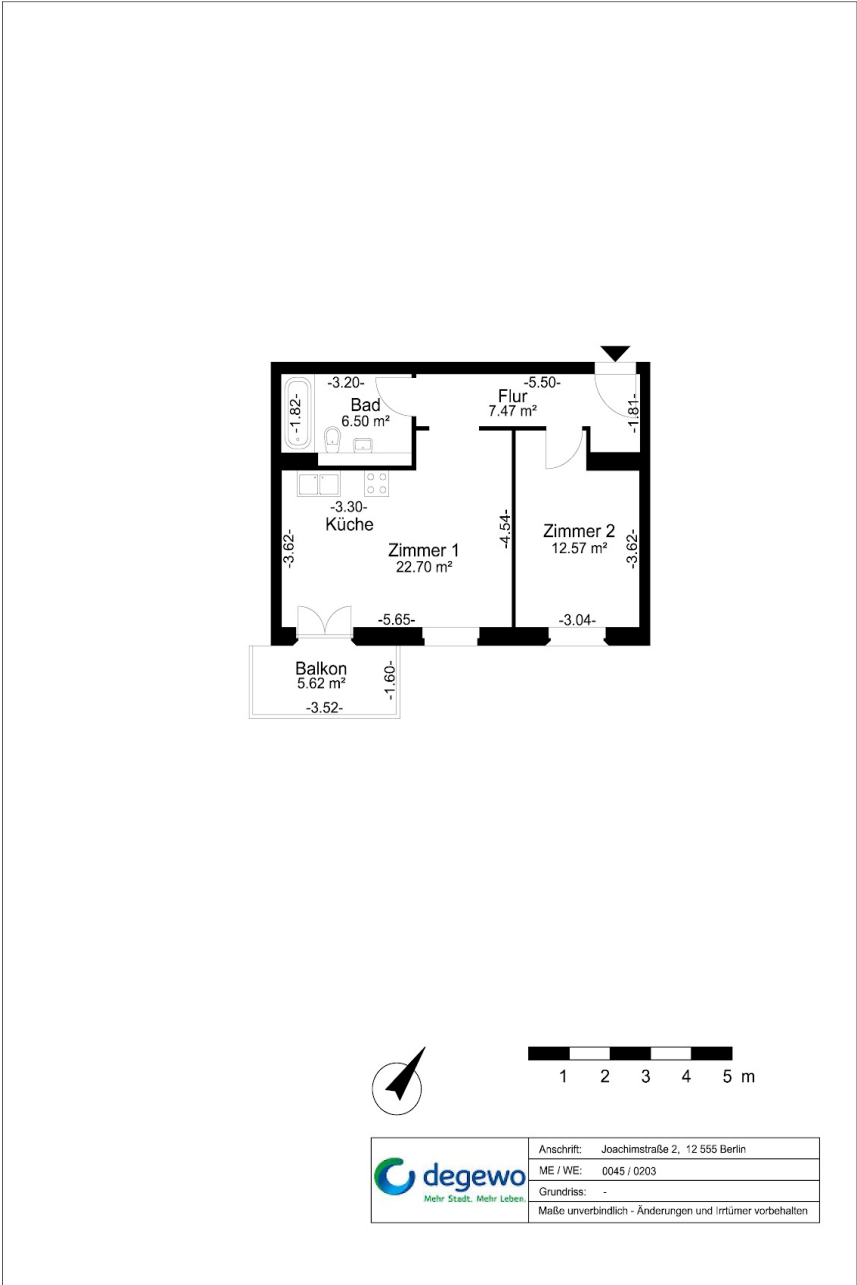 -3.20-
-5.50-
Bad
6.50 m²
Flur
7.47 m²
-1.82-
-1.81-
-3.30-
Küche
-3.62-
Zimmer 1
22.70 m²
-4.54-
Zimmer 2
12.57 m²
-3.62-
-5.65-
-3.04-
Balkon
5.62 m²
-1.60-
-3.52-
1 2 3 4 5 m
degewo
Mehr Stadt. Mehr Leben.
Anschrift: Joachimstraße 2, 12 555 Berlin
ME / WE: 0045 / 0203
Grundriss: -
Maße unverbindlich - Änderungen und Irrtümer vorbehalten